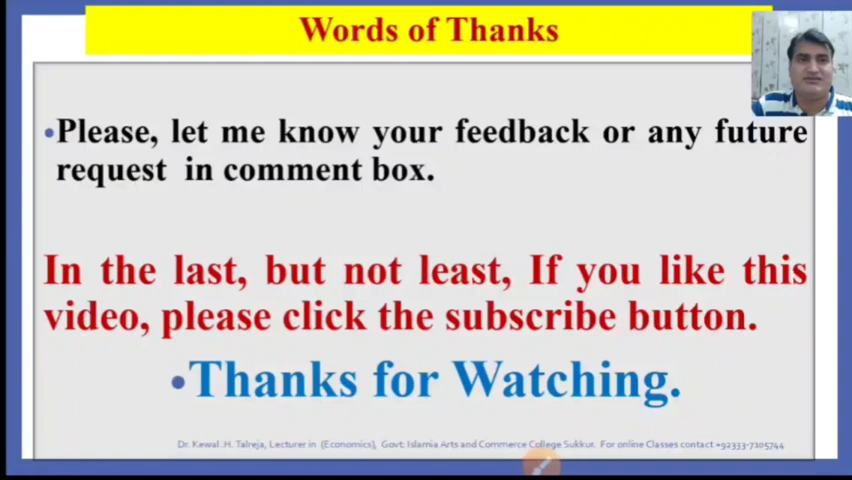 Words of Thanks
•Please, let me know your feedback or any future
request in comment box.
In the last, but not least, If you like this
video, please click the subscribe button.
•Thanks for Watching.
Dr. Kewal .H. Talreja, Lecturer in (Economics), Govt: Islamia Arts and Commerce College Sukkur. For online Classes contact +92333-7105744